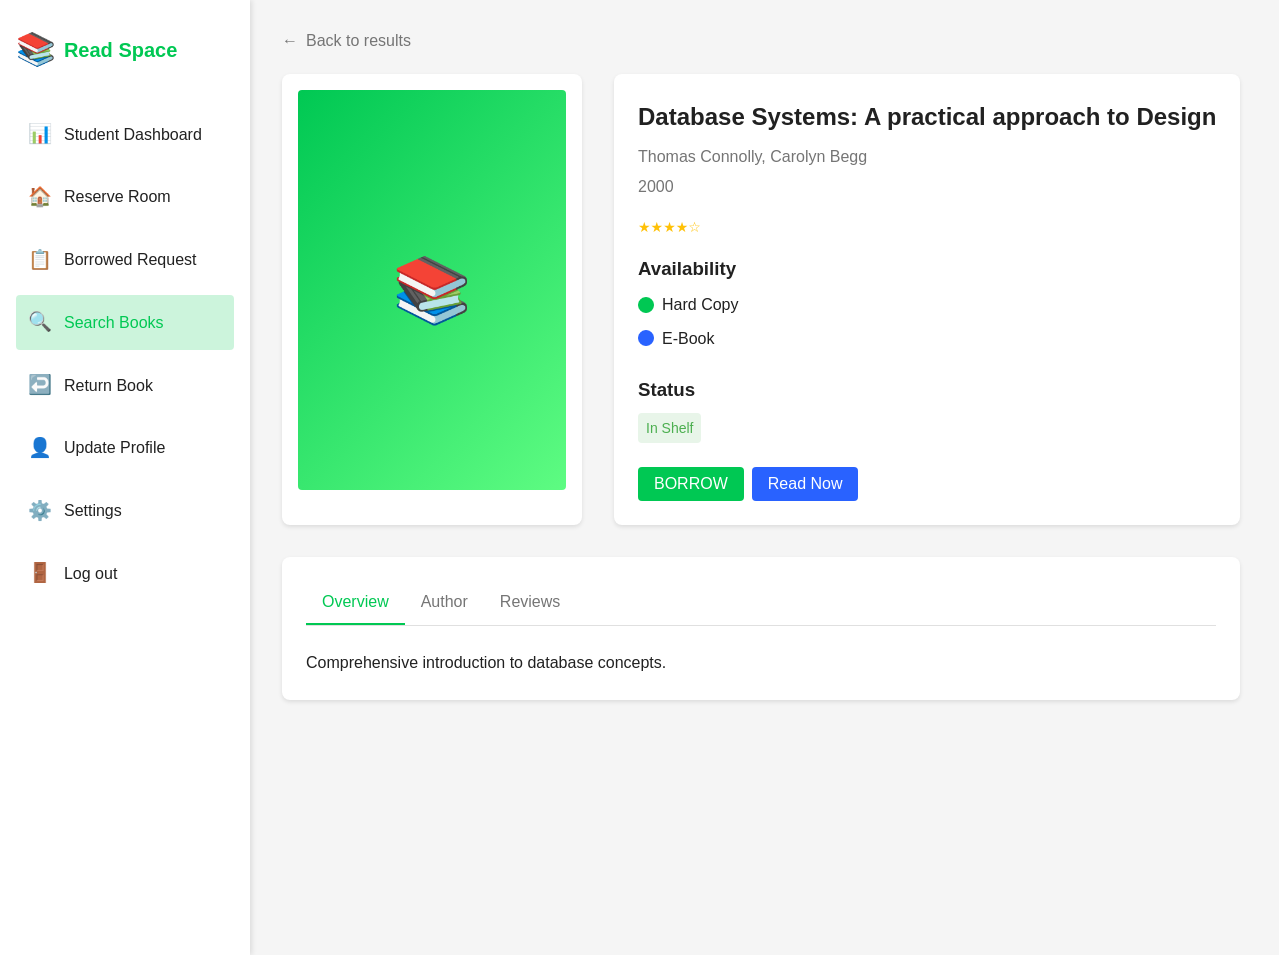 Read Space
Student Dashboard
Reserve Room
Borrowed Request
Search Books
Return Book
Update Profile
Settings
Log out
← Back to results
Database Systems: A practical approach to Design
Thomas Connolly, Carolyn Begg
2000
★★★★☆
Availability
Hard Copy
E-Book
Status
In Shelf
BORROW Read Now
Overview Author Reviews
Comprehensive introduction to database concepts.